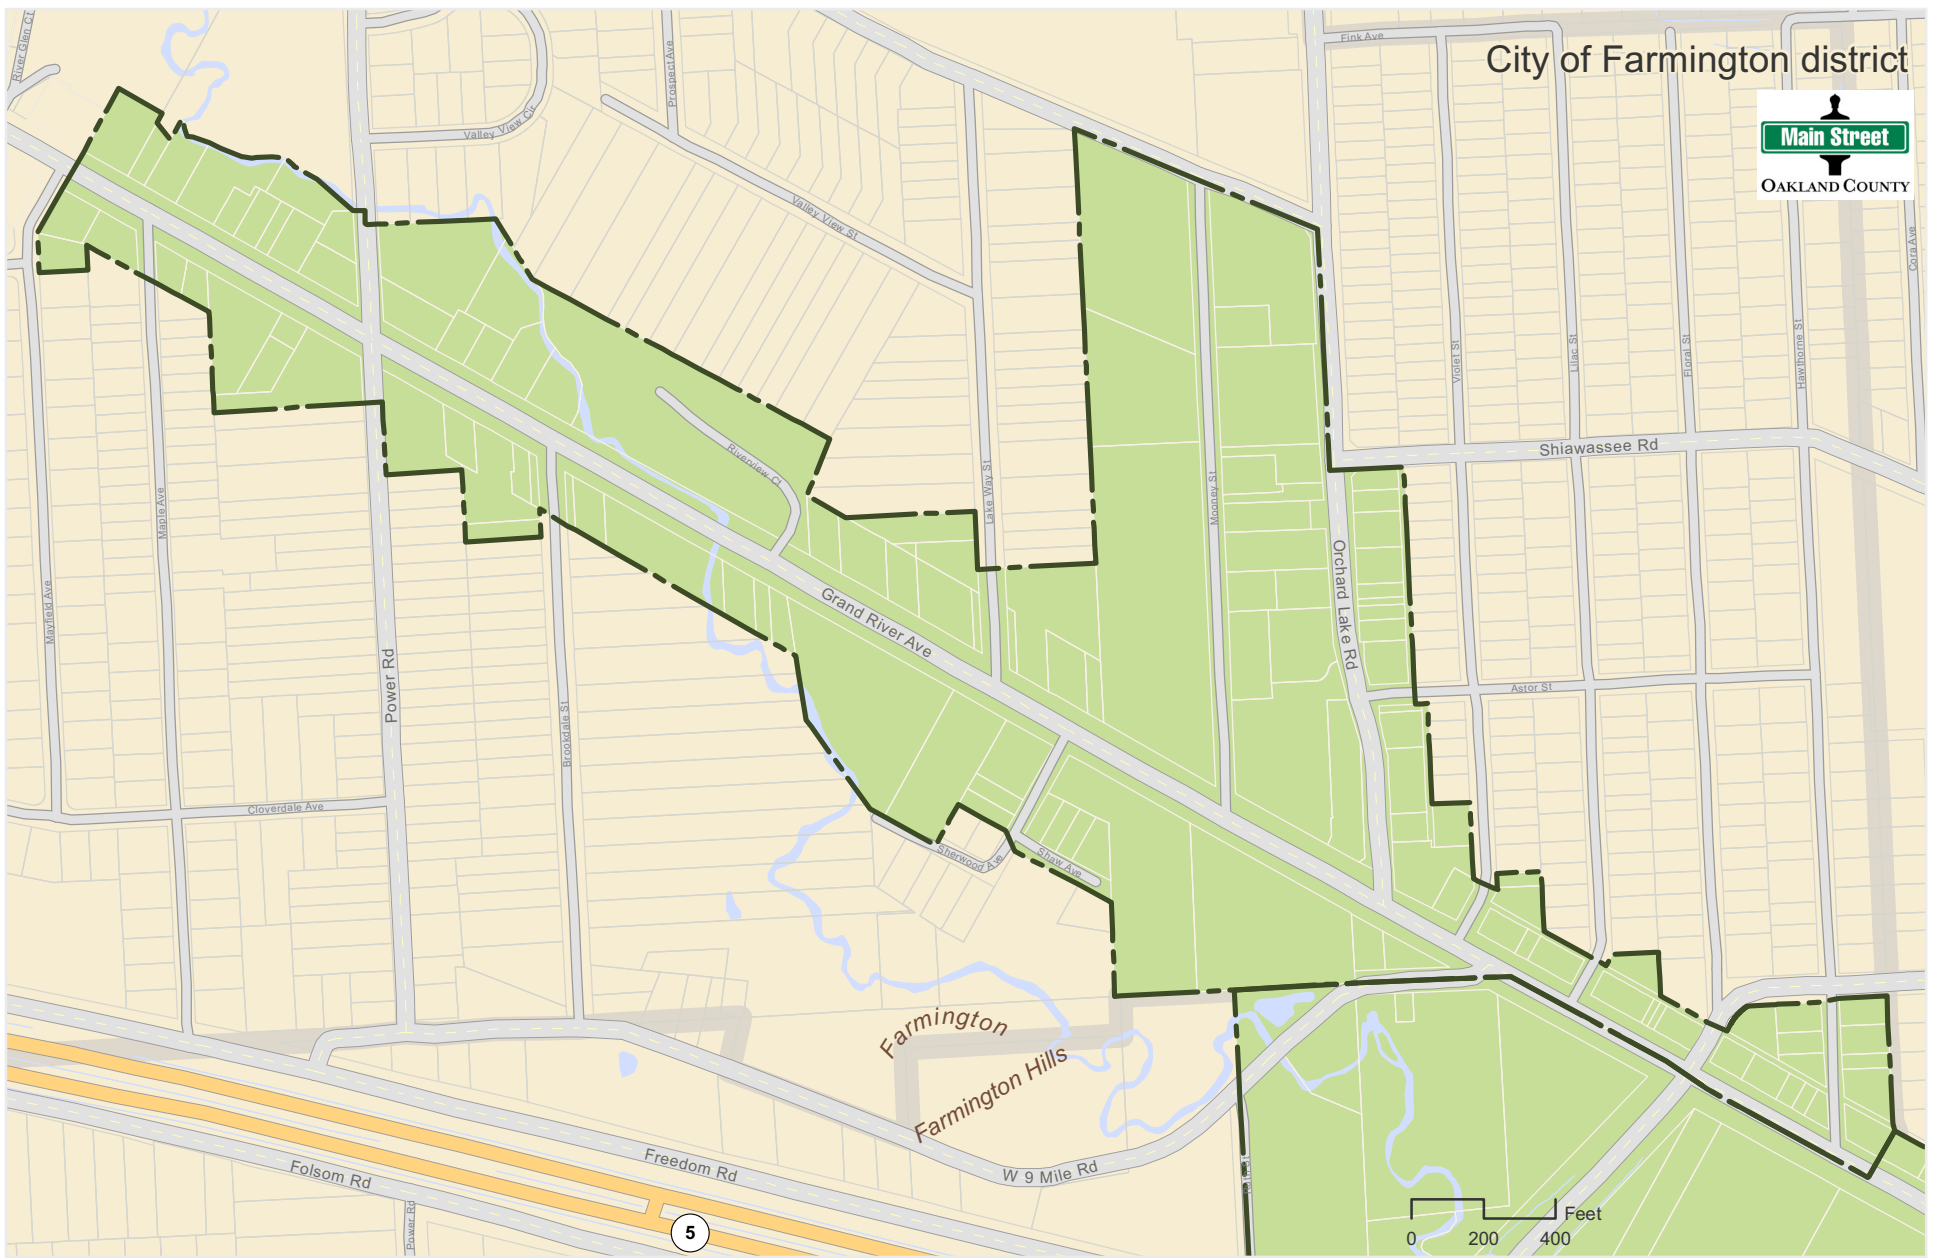 River Glen Ct
Prospect Ave
Fink Ave
City of Farmington district
Main Street
OAKLAND COUNTY
Valley View Cir
Valley View St
Cora Ave
Violet St
Lilac St
Floral St
Hawthorne St
Shiawassee Rd
Riverview Ct
Lake Way St
Mooney St
Maple Ave
Mayfield Ave
Orchard Lake Rd
Grand River Ave
Power Rd
Brookdale St
Astor St
Cloverdale Ave
Sherwood Ave
Shaw Ave
Farmington
Farmington Hills
W 9 Mile Rd
Freedom Rd
Folsom Rd
Power Rd
5
Feet
0 200 400